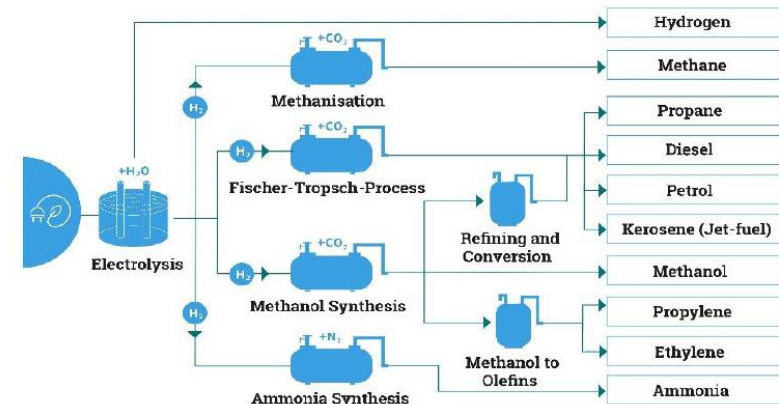 Hydrogen
+CO₂
Methane
Methanisation
H₂
Propane
+CO₂
H₂
+H₂O
Diesel
Fischer-Tropsch-Process
Petrol
+CO₂
Refining and
Conversion
Kerosene (Jet-fuel)
Electrolysis
H₂
Methanol
Methanol Synthesis
Propylene
H₂
+N₂
Methanol to
Olefins
Ethylene
Ammonia Synthesis
Ammonia